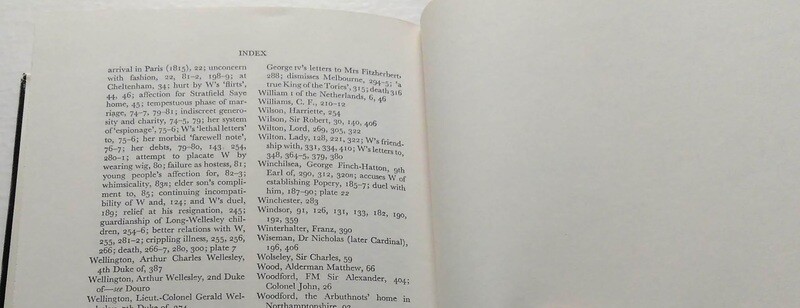 INDEX
arrival in Paris (1815), 22; unconcern
with fashion, 22, 81–2, 198–9; at
Cheltenham, 34; hurt by W's 'flirts',
44, 46; affection for Stratfield Saye
home, 45; tempestuous phase of mar-
riage, 74–7, 79–81; indiscreet genero-
sity and charity, 74–5, 79; her system
of 'espionage', 75–6; W's 'lethal letters'
to, 75–6; her morbid 'farewell note',
76–7; her debts, 79–80, 143, 254,
280–1; attempt to placate W by
wearing wig, 80; failure as hostess, 81;
young people's affection for, 82–3;
whimsicality, 83n; elder son's compli-
ment to, 85; continuing incompati-
bility of W and, 124; and W's duel,
189; relief at his resignation, 245;
guardianship of Long-Wellesley chil-
dren, 254–6; better relations with W,
235, 281–2; crippling illness, 255, 256,
266; death, 266–7, 280, 300; plate 7
Wellington, Arthur Charles Wellesley,
4th Duke of, 387
Wellington, Arthur Wellesley, 2nd Duke
of—see Douro
Wellington, Lieut.-Colonel Gerald Wel-
George IV's letters to Mrs Fitzherbert
288; dismisses Melbourne, 294–5; 'a
true King of the Tories', 315; death 316
William I of the Netherlands, 6, 46
Williams, C. F., 210–12
Wilson, Harriette, 254
Wilson, Sir Robert, 30, 140, 406
Wilton, Lord, 269, 305, 322
Wilton, Lady, 128, 221, 322; W's friend-
ship with, 331, 334, 410; W's letters to,
348, 364–5, 379, 380
Winchilsea, George Finch-Hatton, 9th
Earl of, 290, 312, 320n; accuses W of
establishing Popery, 185–7; duel with
him, 187–90; plate 22
Winchester, 283
Windsor, 91, 126, 131, 133, 182, 190,
192, 359
Winterhalter, Franz, 390
Wiseman, Dr Nicholas (later Cardinal),
196, 406
Wolseley, Sir Charles, 59
Wood, Alderman Matthew, 66
Woodford, FM Sir Alexander, 404;
Colonel John, 26
Woodford, the Arbuthnots' home in
Northamptonshire, 92